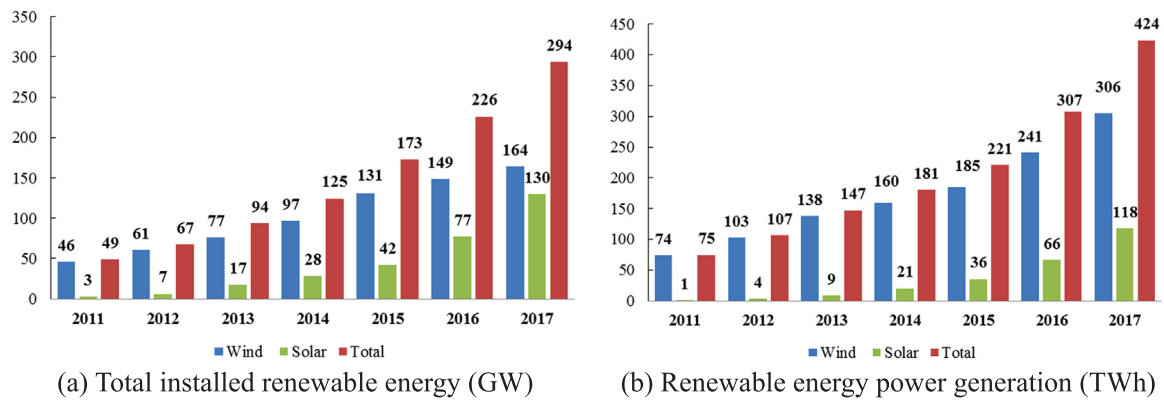 350
300
250
200
150
100
50
0
46 3 49
61 7 67
77 17 94
97 28 125
131 42 173
149 77 226
164 130 294
2011 2012 2013 2014 2015 2016 2017
Wind Solar Total
(a) Total installed renewable energy (GW)
450
400
350
300
250
200
150
100
50
0
74 1 75
103 4 107
138 9 147
160 21 181
185 36 221
241 66 307
306 118 424
2011 2012 2013 2014 2015 2016 2017
Wind Solar Total
(b) Renewable energy power generation (TWh)